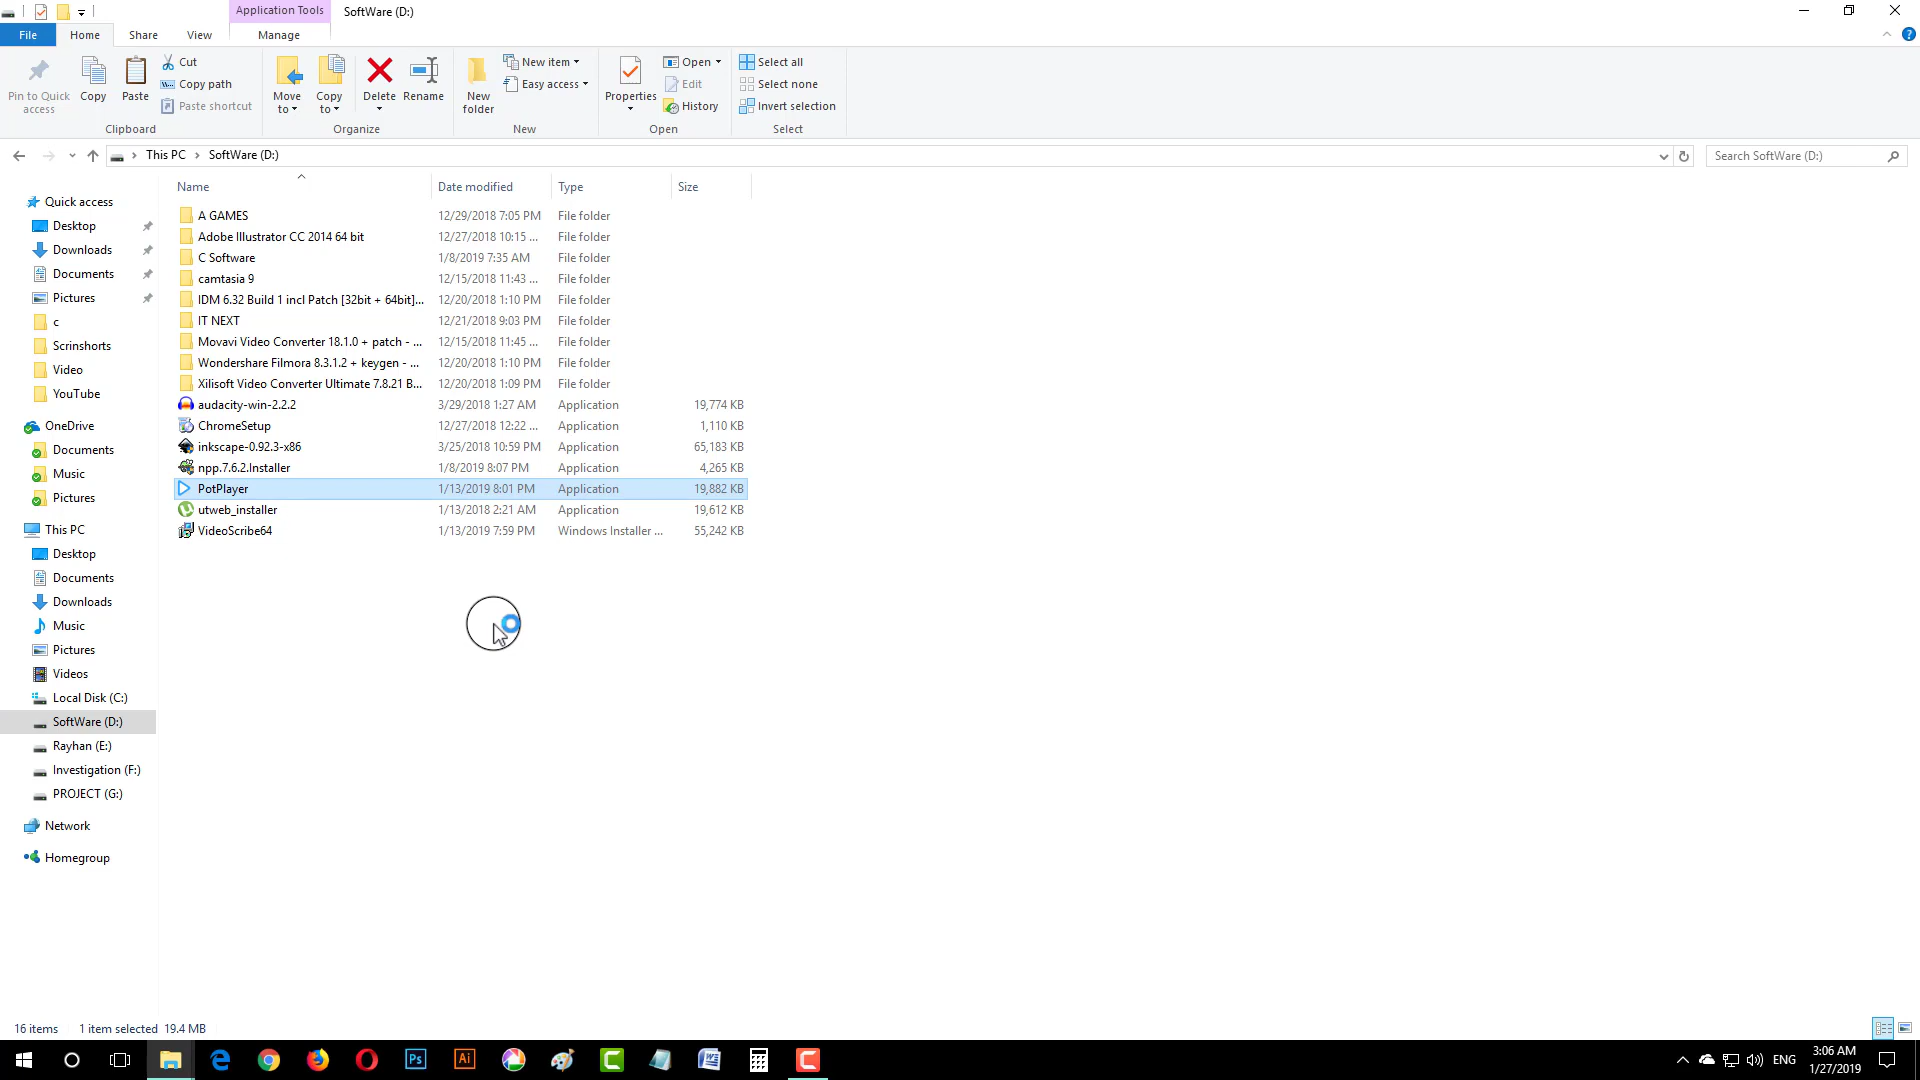 Application Tools SoftWare (D:)
File Home Share View Manage
Pin to Quick access
Copy
Paste
Cut
Copy path
Paste shortcut
Clipboard
Move to
Copy to
Delete
Rename
Organize
New folder
New item
Easy access
New
Properties
Open
Edit
History
Open
Select all
Select none
Invert selection
Select
This PC SoftWare (D:)
Search SoftWare (D:)
Name Date modified Type Size
A GAMES 12/29/2018 7:05 PM File folder
Adobe Illustrator CC 2014 64 bit 12/27/2018 10:15 ... File folder
C Software 1/8/2019 7:35 AM File folder
camtasia 9 12/15/2018 11:43 ... File folder
IDM 6.32 Build 1 incl Patch [32bit + 64bit]... 12/20/2018 1:10 PM File folder
IT NEXT 12/21/2018 9:03 PM File folder
Movavi Video Converter 18.1.0 + patch - ... 12/15/2018 11:45 ... File folder
Wondershare Filmora 8.3.1.2 + keygen - ... 12/20/2018 1:10 PM File folder
Xilisoft Video Converter Ultimate 7.8.21 B... 12/20/2018 1:09 PM File folder
audacity-win-2.2.2 3/29/2018 1:27 AM Application 19,774 KB
ChromeSetup 12/27/2018 12:22 ... Application 1,110 KB
inkscape-0.92.3-x86 3/25/2018 10:59 PM Application 65,183 KB
npp.7.6.2.Installer 1/8/2019 8:07 PM Application 4,265 KB
PotPlayer 1/13/2019 8:01 PM Application 19,882 KB
utweb_installer 1/13/2018 2:21 AM Application 19,612 KB
VideoScribe64 1/13/2019 7:59 PM Windows Installer ... 55,242 KB
Quick access
Desktop
Downloads
Documents
Pictures
c
Scrinshorts
Video
YouTube
OneDrive
Documents
Music
Pictures
This PC
Desktop
Documents
Downloads
Music
Pictures
Videos
Local Disk (C:)
SoftWare (D:)
Rayhan (E:)
Investigation (F:)
PROJECT (G:)
Network
Homegroup
16 items 1 item selected 19.4 MB
Ps Ai
ENG
3:06 AM
1/27/2019